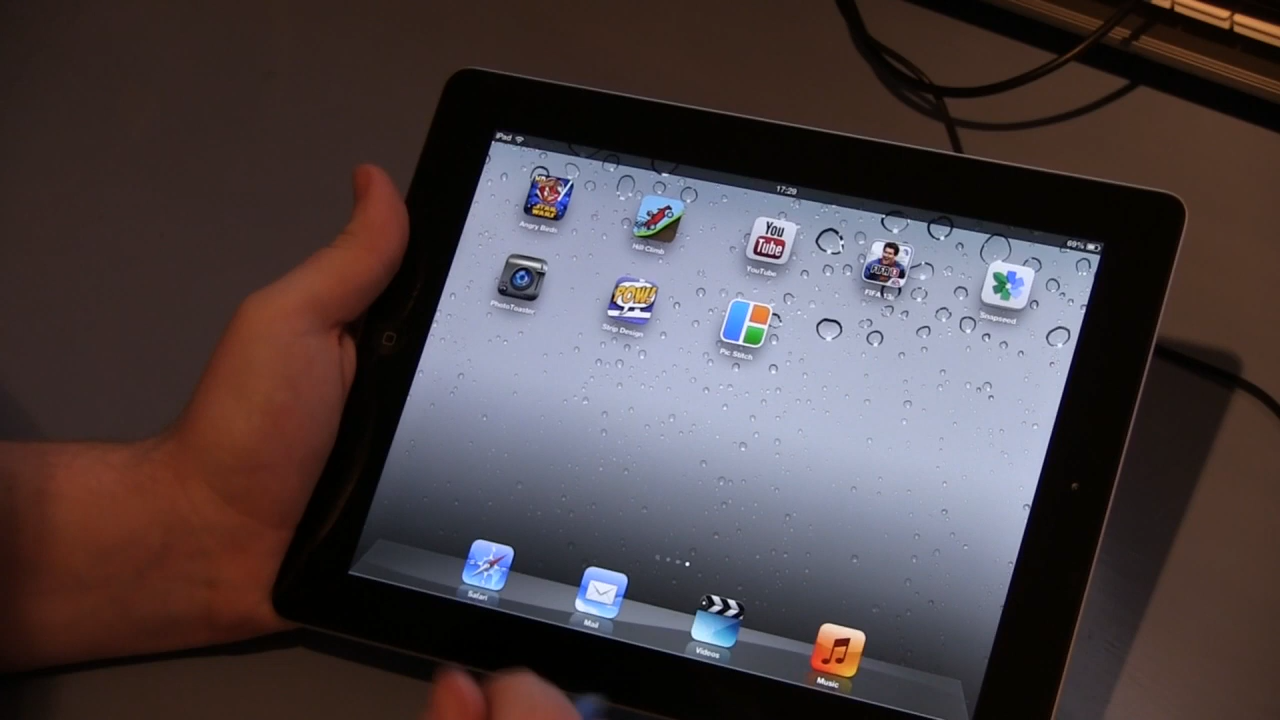 iPad
17:29
69%
STAR WARS
Angry Birds
Hill Climb
You
Tube
YouTube
FIFA 13
Snapseed
PhotoToaster
POW!
Strip Design
Pic Stitch
Safari
Mail
Videos
Music